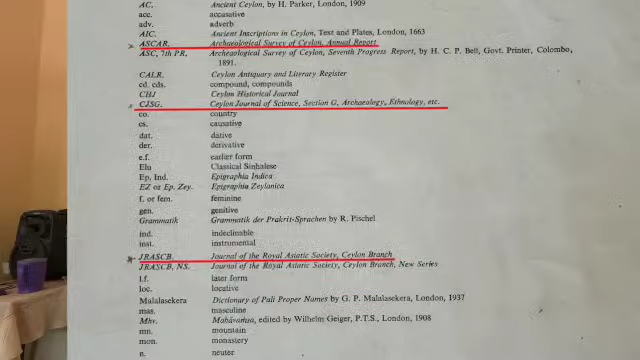 AC. Ancient Ceylon, by H. Parker, London, 1909
acc. accusative
adv. adverb
AIC. Ancient Inscriptions in Ceylon, Text and Plates, London, 1663
ASCAR. Archaeological Survey of Ceylon, Annual Report
ASC, 7th PR, Archaeological Survey of Ceylon, Seventh Progress Report, by H. C. P. Bell, Govt. Printer, Colombo,
1891.
CALR. Ceylon Antiquary and Literary Register
cd. cds. compound, compounds
CHJ Ceylon Historical Journal
CJSG. Ceylon Journal of Science, Section G, Archaeology, Ethnology, etc.
co. country
cs. causative
dat. dative
der. derivative
e.f. earlier form
Elu Classical Sinhalese
Ep. Ind. Epigraphia Indica
EZ or Ep. Zey. Epigraphia Zeylanica
f. or fem. feminine
gen. genitive
Grammatik Grammatik der Prakrit-Sprachen by R. Pischel
ind. indeclinable
inst. instrumental
JRASCB. Journal of the Royal Asiatic Society, Ceylon Branch
JRASCB, NS. Journal of the Royal Asiatic Society, Ceylon Branch, New Series
l.f. later form
loc. locative
Malalasekera Dictionary of Pali Proper Names by G. P. Malalasekera, London, 1937
mas. masculine
Mhv. Mahāvaṁsa, edited by Wilhelm Geiger, P.T.S., London, 1908
mn. mountain
mon. monastery
n. neuter